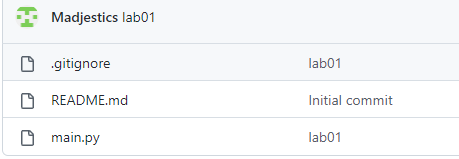 Madjestics lab01
.gitignore lab01
README.md Initial commit
main.py lab01